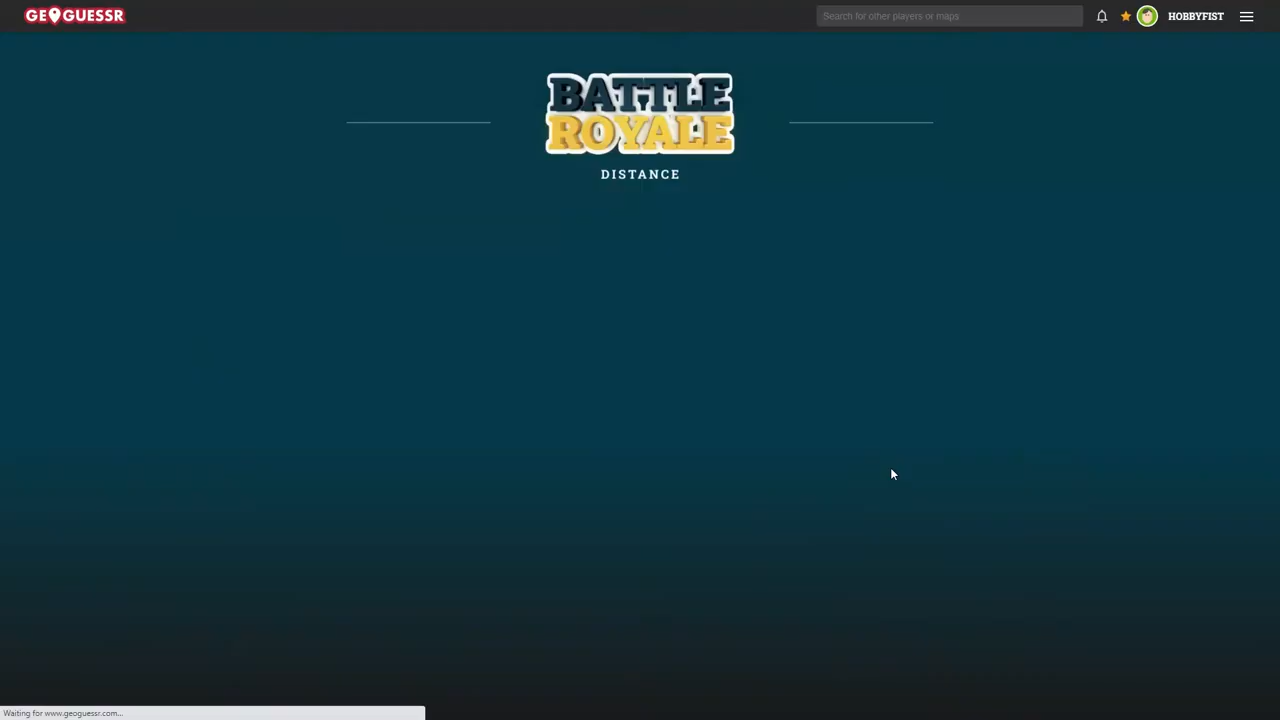 GEOGUESSR
Search for other players or maps
HOBBYFIST
BATTLE
ROYALE
DISTANCE
Waiting for www.geoguessr.com...